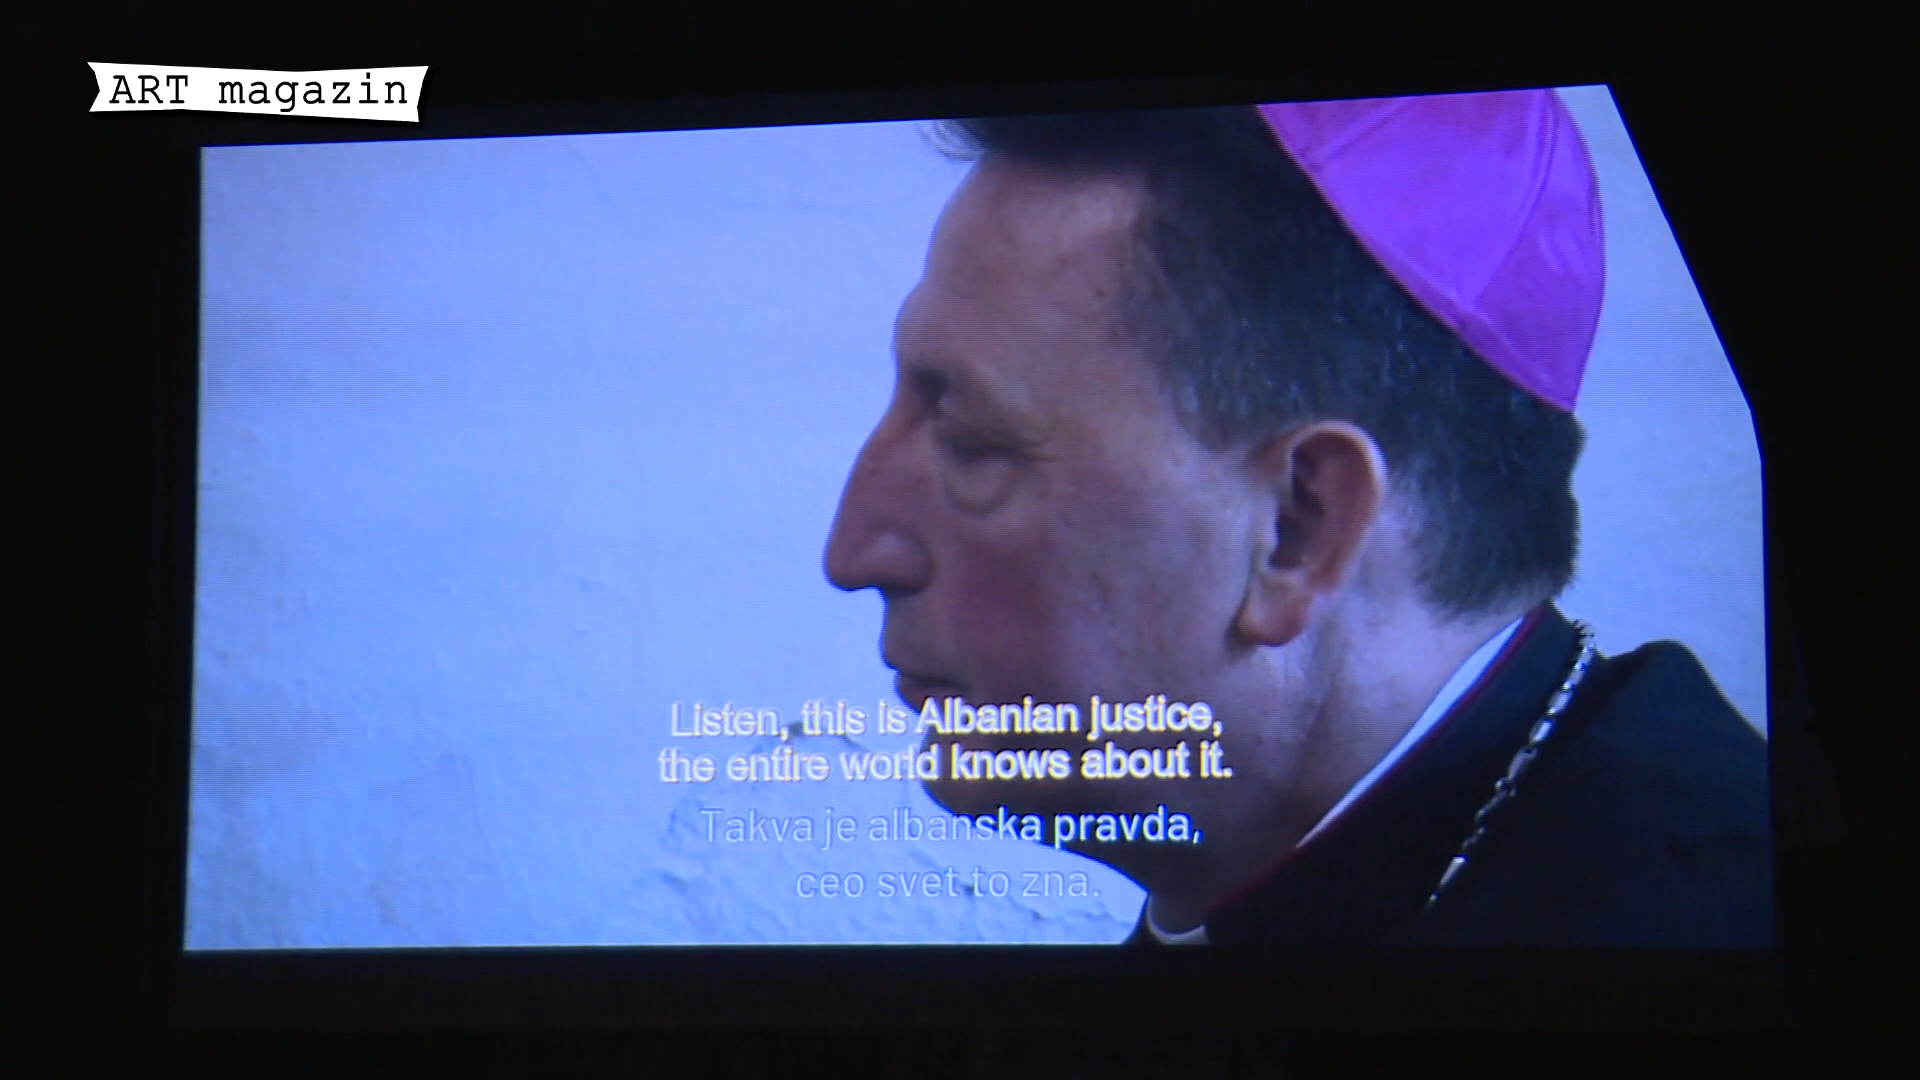 ART magazin
Listen, this is Albanian justice,
the entire world knows about it.
Takva je albanska pravda,
ceo svet to zna.